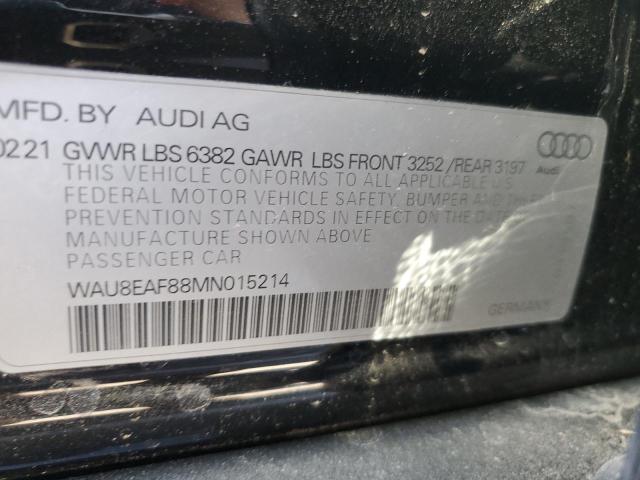 MFD. BY AUDI AG
0221 GVWR LBS 6382 GAWR LBS FRONT 3252 /REAR 3197
THIS VEHICLE CONFORMS TO ALL APPLICABLE US
FEDERAL MOTOR VEHICLE SAFETY, BUMPER AND THEFT
PREVENTION STANDARDS IN EFFECT ON THE DATE
MANUFACTURE SHOWN ABOVE
PASSENGER CAR
WAU8EAF88MN015214
Audi
GERMANY